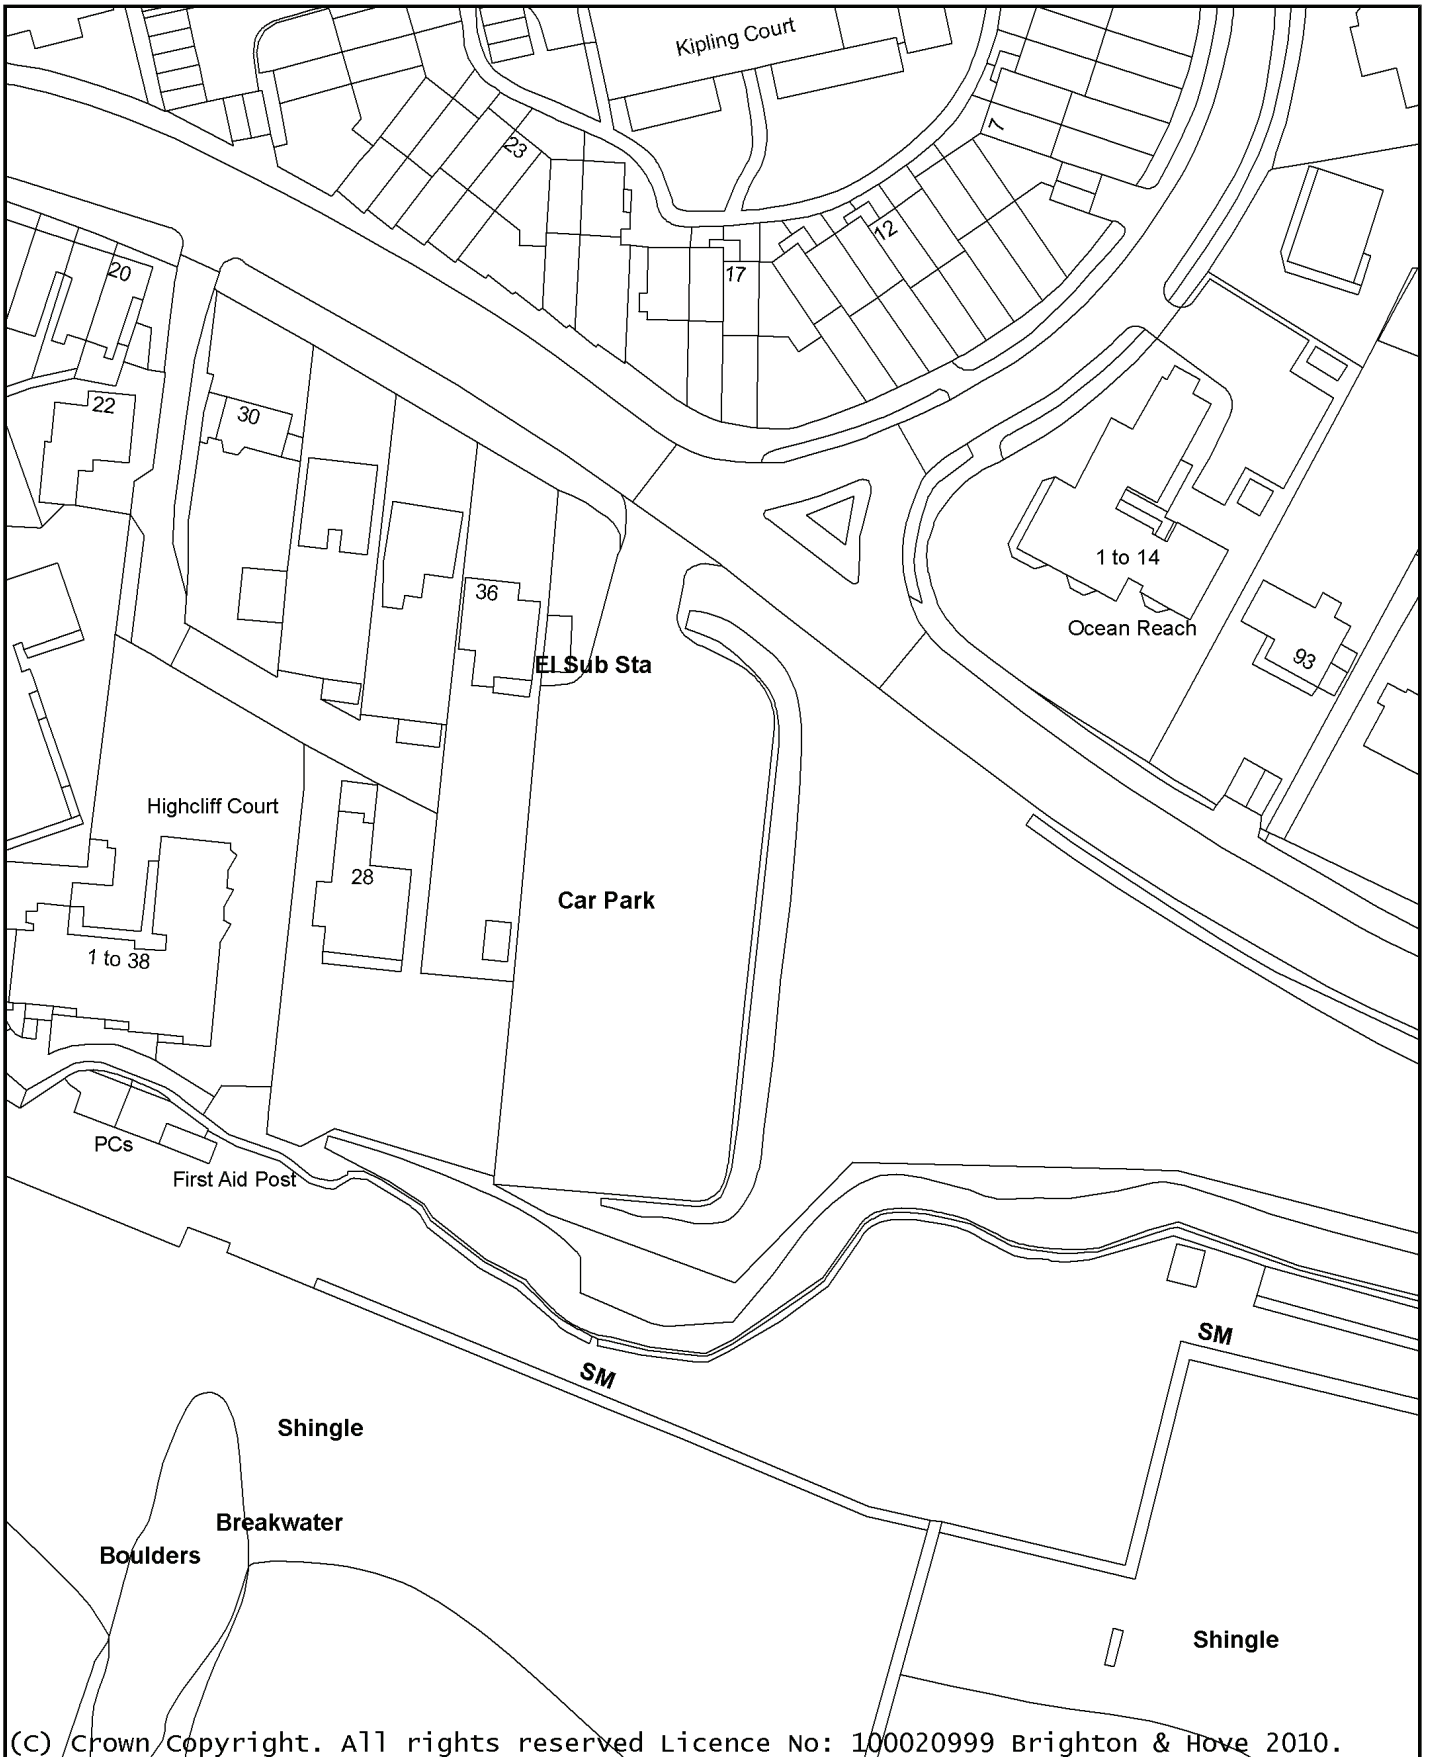 Kipling Court
23
7
12
20
17
22
30
1 to 14
36
Ocean Reach
93
El Sub Sta
Highcliff Court
28
Car Park
1 to 38
PCs
First Aid Post
SM
SM
Shingle
Breakwater
Boulders
Shingle
(C) Crown Copyright. All rights reserved Licence No: 100020999 Brighton & Hove 2010.